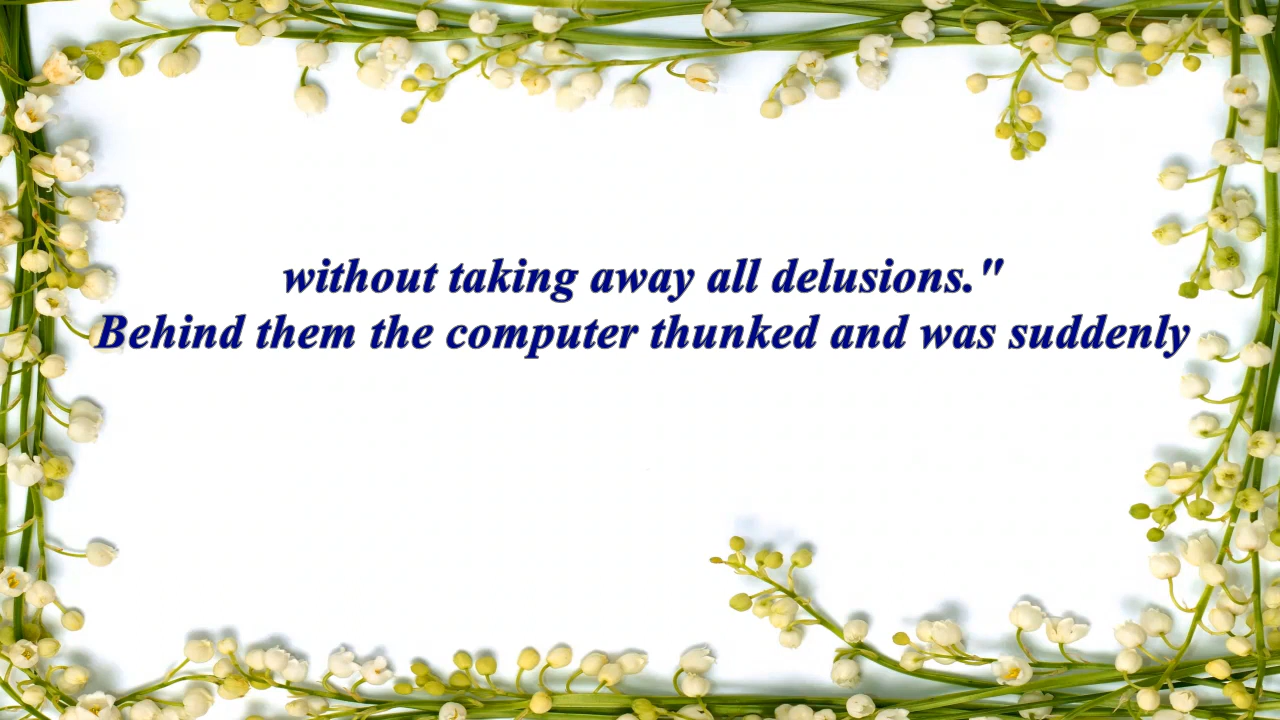 without taking away all delusions."
Behind them the computer thunked and was suddenly